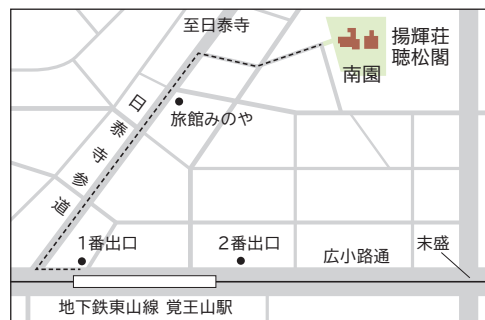 至日泰寺
揚輝荘
聴松閣
南園
旅館みのや
日泰寺参道
1番出口
2番出口
広小路通
末盛
地下鉄東山線 覚王山駅